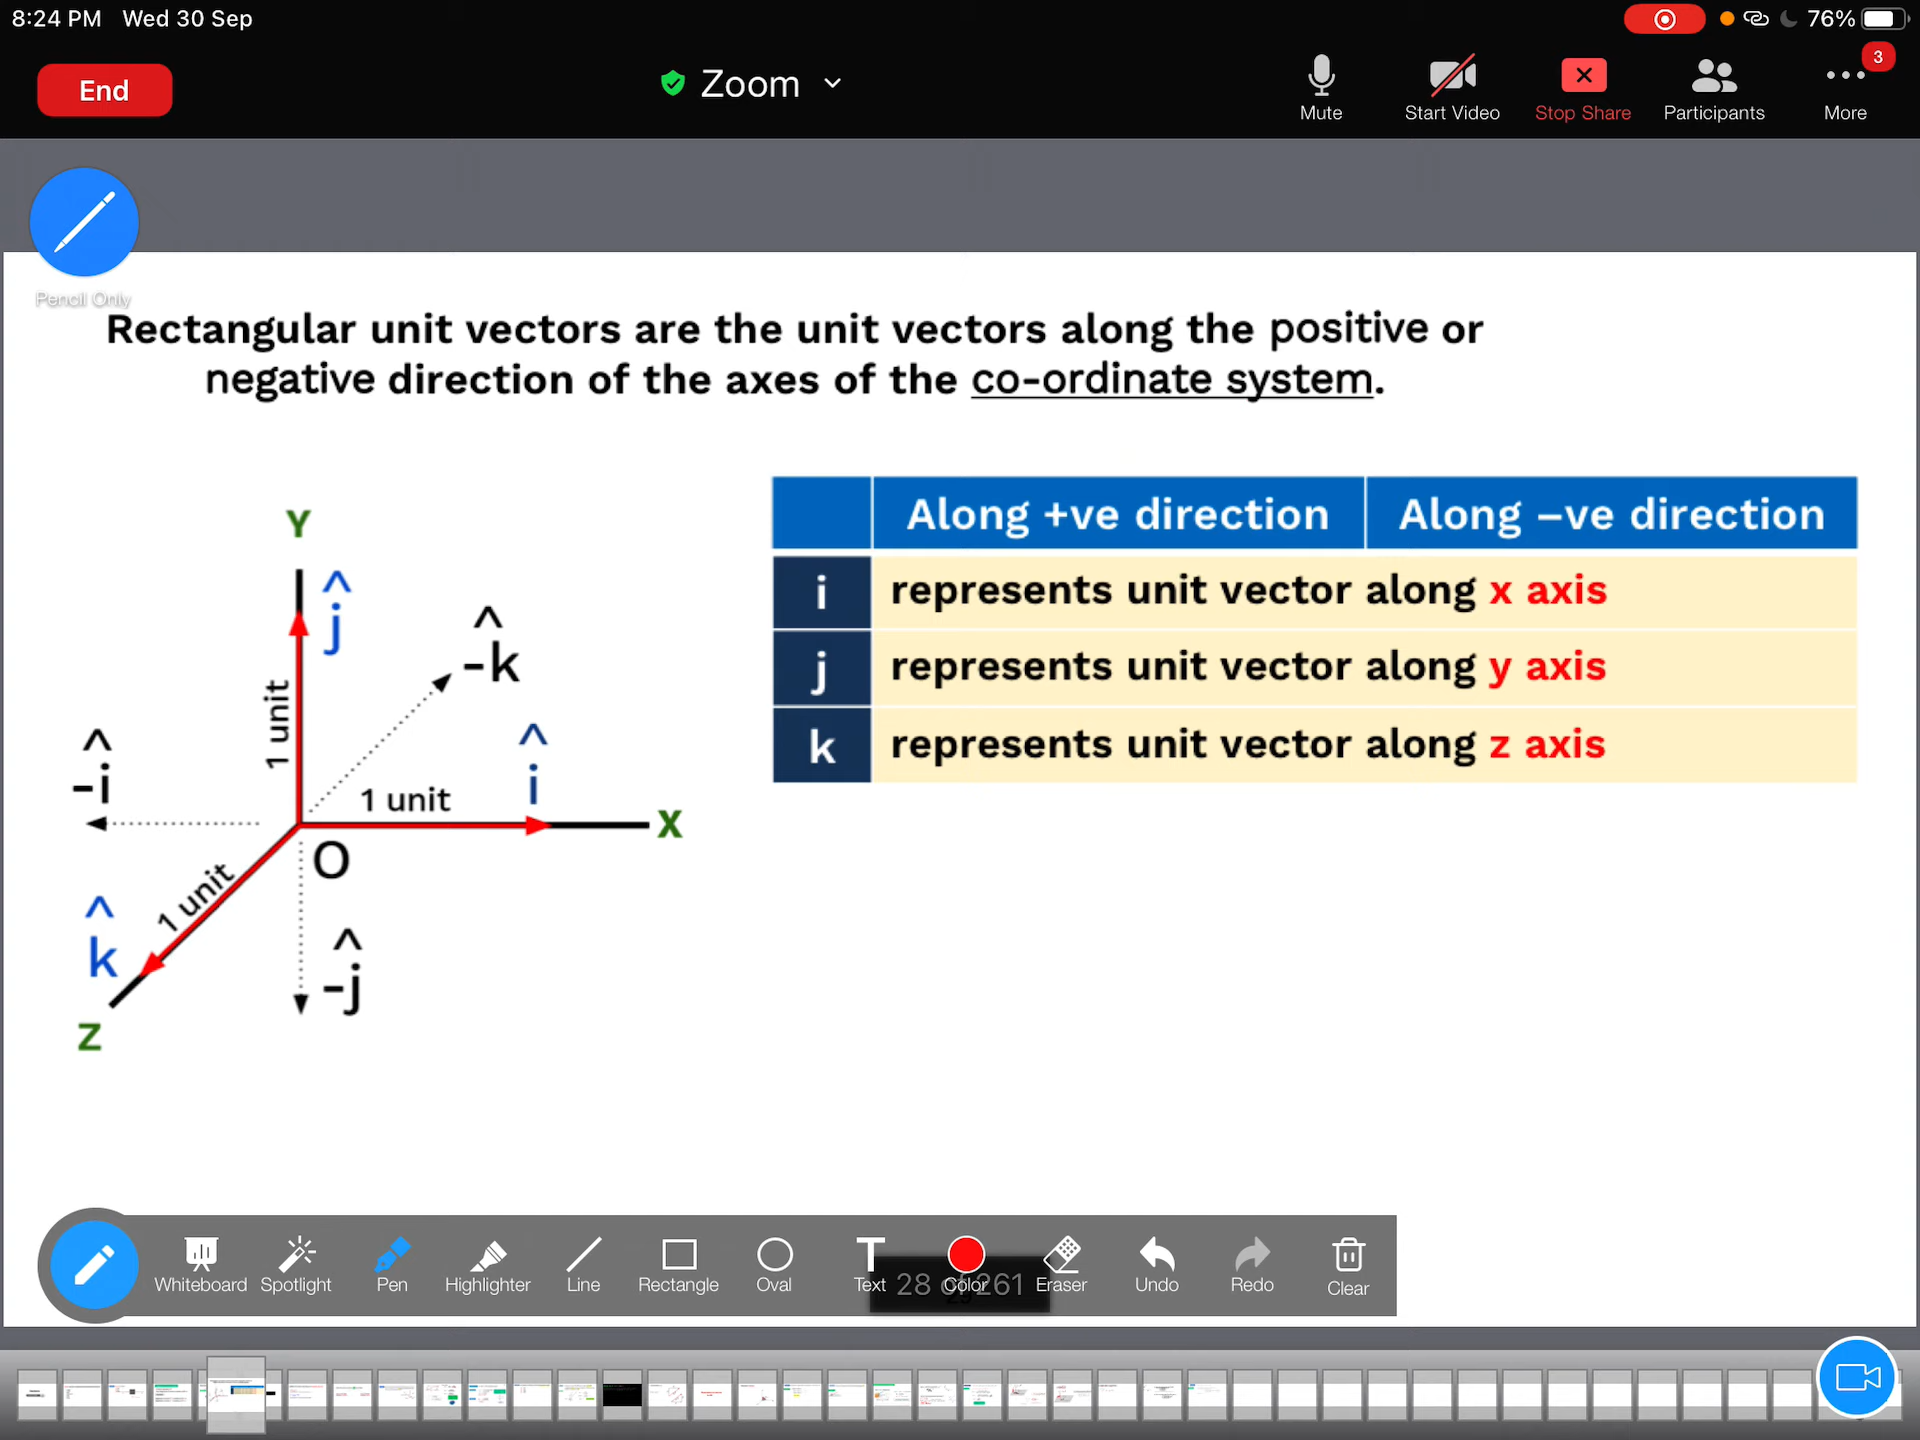 8:24 PM Wed 30 Sep
76%
End
Zoom
Mute
Start Video
Stop Share
Participants
3
More
Pencil Only
Rectangular unit vectors are the unit vectors along the positive or
negative direction of the axes of the co-ordinate system.
Y
^
j
^
-k
1 unit
^
-i
^
i
1 unit
X
O
1 unit
^
k
^
-j
Z
Along +ve direction Along –ve direction
i represents unit vector along x axis
j represents unit vector along y axis
k represents unit vector along z axis
Whiteboard
Spotlight
Pen
Highlighter
Line
Rectangle
Oval
T
Text
28 of 261
Color
Eraser
Undo
Redo
Clear